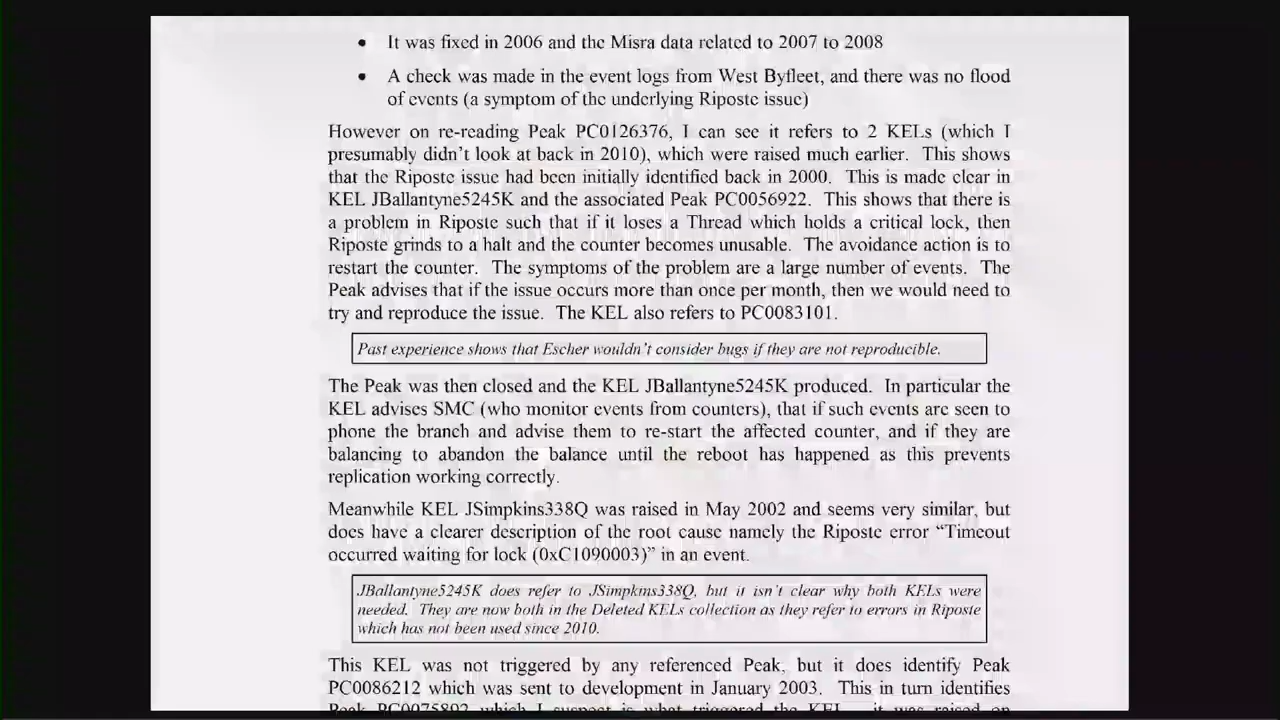 • It was fixed in 2006 and the Misra data related to 2007 to 2008
• A check was made in the event logs from West Byfleet, and there was no flood
of events (a symptom of the underlying Riposte issue)
However on re-reading Peak PC0126376, I can see it refers to 2 KELs (which I
presumably didn't look at back in 2010), which were raised much earlier. This shows
that the Riposte issue had been initially identified back in 2000. This is made clear in
KEL JBallantyne5245K and the associated Peak PC0056922. This shows that there is
a problem in Riposte such that if it loses a Thread which holds a critical lock, then
Riposte grinds to a halt and the counter becomes unusable. The avoidance action is to
restart the counter. The symptoms of the problem are a large number of events. The
Peak advises that if the issue occurs more than once per month, then we would need to
try and reproduce the issue. The KEL also refers to PC0083101.
Past experience shows that Escher wouldn't consider bugs if they are not reproducible.
The Peak was then closed and the KEL JBallantyne5245K produced. In particular the
KEL advises SMC (who monitor events from counters), that if such events are seen to
phone the branch and advise them to re-start the affected counter, and if they are
balancing to abandon the balance until the reboot has happened as this prevents
replication working correctly.
Meanwhile KEL JSimpkins338Q was raised in May 2002 and seems very similar, but
does have a clearer description of the root cause namely the Riposte error “Timeout
occurred waiting for lock (0xC1090003)” in an event.
JBallantyne5245K does refer to JSimpkins338Q, but it isn't clear why both KELs were
needed. They are now both in the Deleted KELs collection as they refer to errors in Riposte
which has not been used since 2010.
This KEL was not triggered by any referenced Peak, but it does identify Peak
PC0086212 which was sent to development in January 2003. This in turn identifies
Peak PC0075892 which I suspect is what triggered the KEL it was raised on